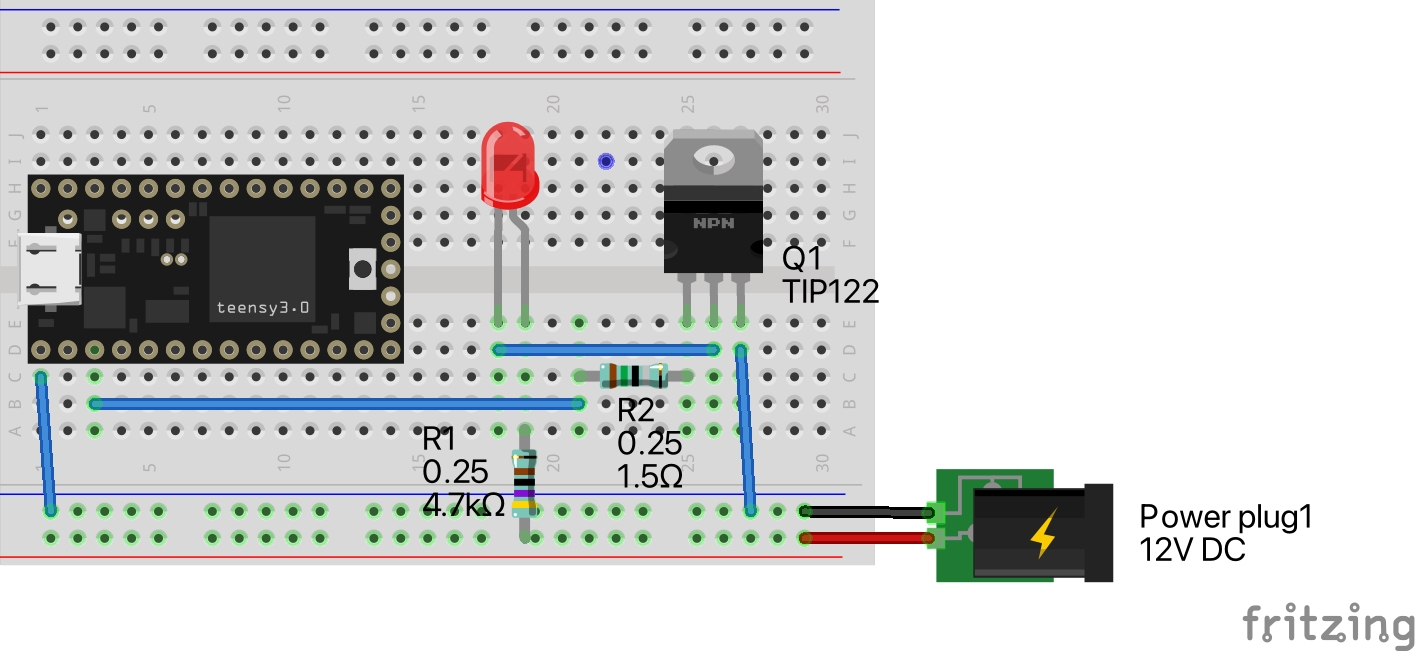 1 5 10 15 20 25 30
J J
I I
H H
G G
F F
teensy3.0
NPN
Q1
TIP122
E E
D D
C C
B B
A A
R2
0.25
1.5Ω
R1
0.25
4.7kΩ
1 5 10 15 20 25 30
Power plug1
12V DC
fritzing